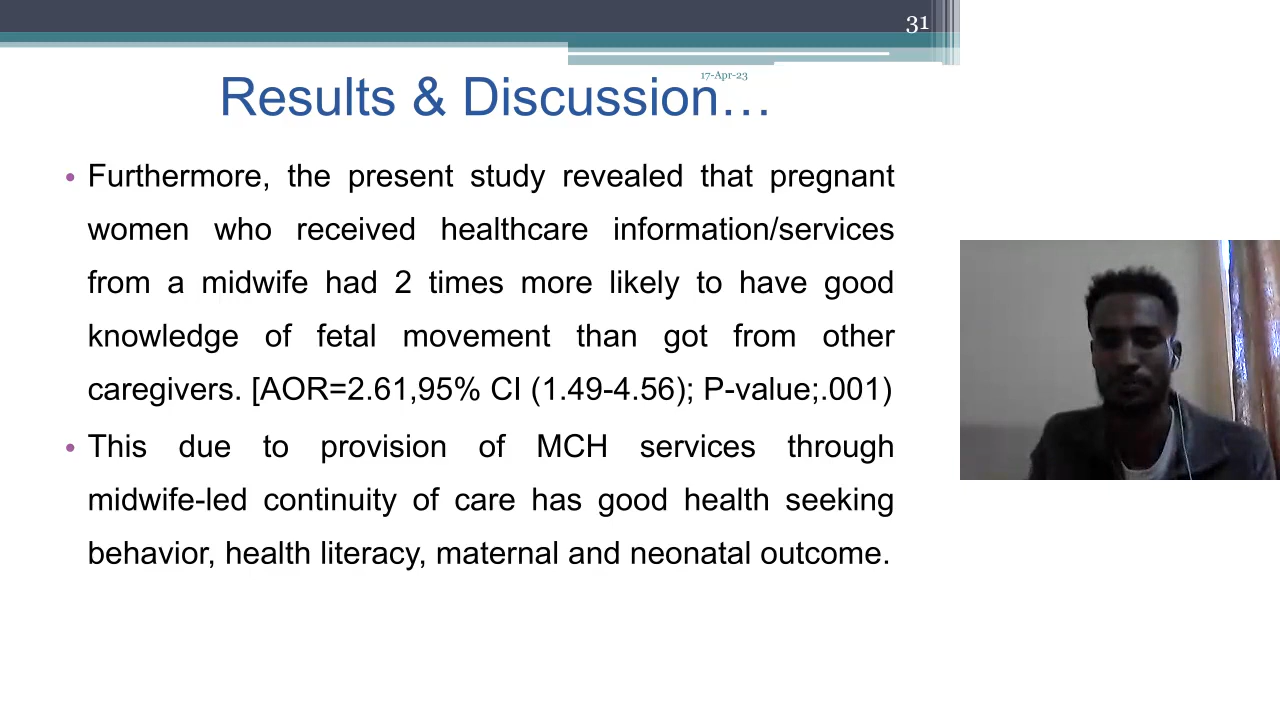 31
17-Apr-23
Results & Discussion…
• Furthermore, the present study revealed that pregnant
women who received healthcare information/services
from a midwife had 2 times more likely to have good
knowledge of fetal movement than got from other
caregivers. [AOR=2.61,95% CI (1.49-4.56); P-value;.001)
• This due to provision of MCH services through
midwife-led continuity of care has good health seeking
behavior, health literacy, maternal and neonatal outcome.